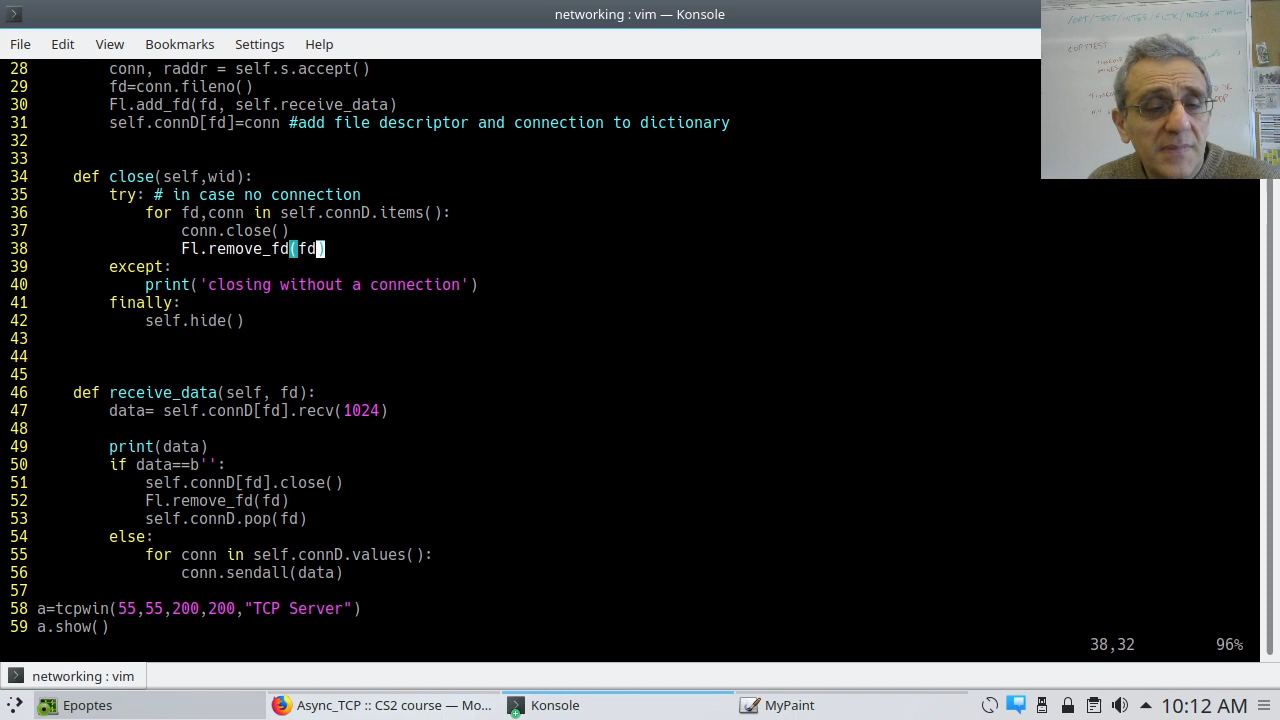 networking : vim — Konsole
File Edit View Bookmarks Settings Help
28 conn, raddr = self.s.accept()
29 fd=conn.fileno()
30 Fl.add_fd(fd, self.receive_data)
31 self.connD[fd]=conn #add file descriptor and connection to dictionary
32
33
34 def close(self,wid):
35 try: # in case no connection
36 for fd,conn in self.connD.items():
37 conn.close()
38 Fl.remove_fd(fd)
39 except:
40 print('closing without a connection')
41 finally:
42 self.hide()
43
44
45
46 def receive_data(self, fd):
47 data= self.connD[fd].recv(1024)
48
49 print(data)
50 if data==b'':
51 self.connD[fd].close()
52 Fl.remove_fd(fd)
53 self.connD.pop(fd)
54 else:
55 for conn in self.connD.values():
56 conn.sendall(data)
57
58 a=tcpwin(55,55,200,200,"TCP Server")
59 a.show()
38,32 96%
networking : vim
Epoptes Async_TCP :: CS2 course — Mo... Konsole MyPaint 10:12 AM